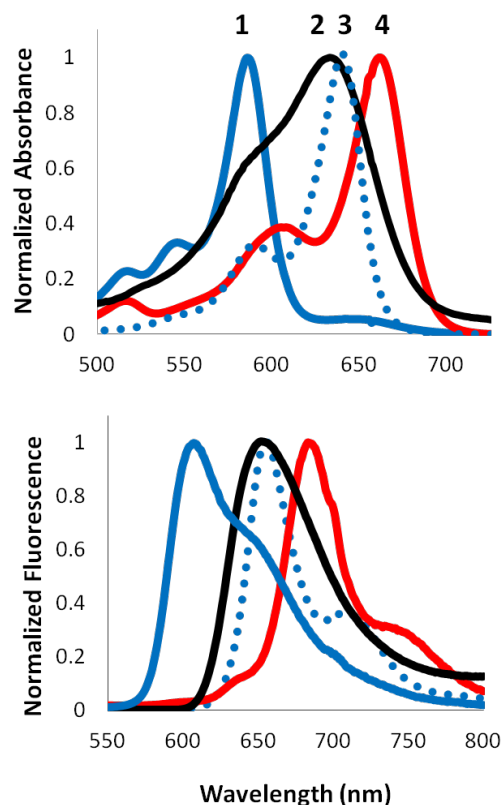 1 2 3 4
Normalized Absorbance
1
0.8
0.6
0.4
0.2
0
500 550 600 650 700
Normalized Fluorescence
1
0.8
0.6
0.4
0.2
0
550 600 650 700 750 800
Wavelength (nm)